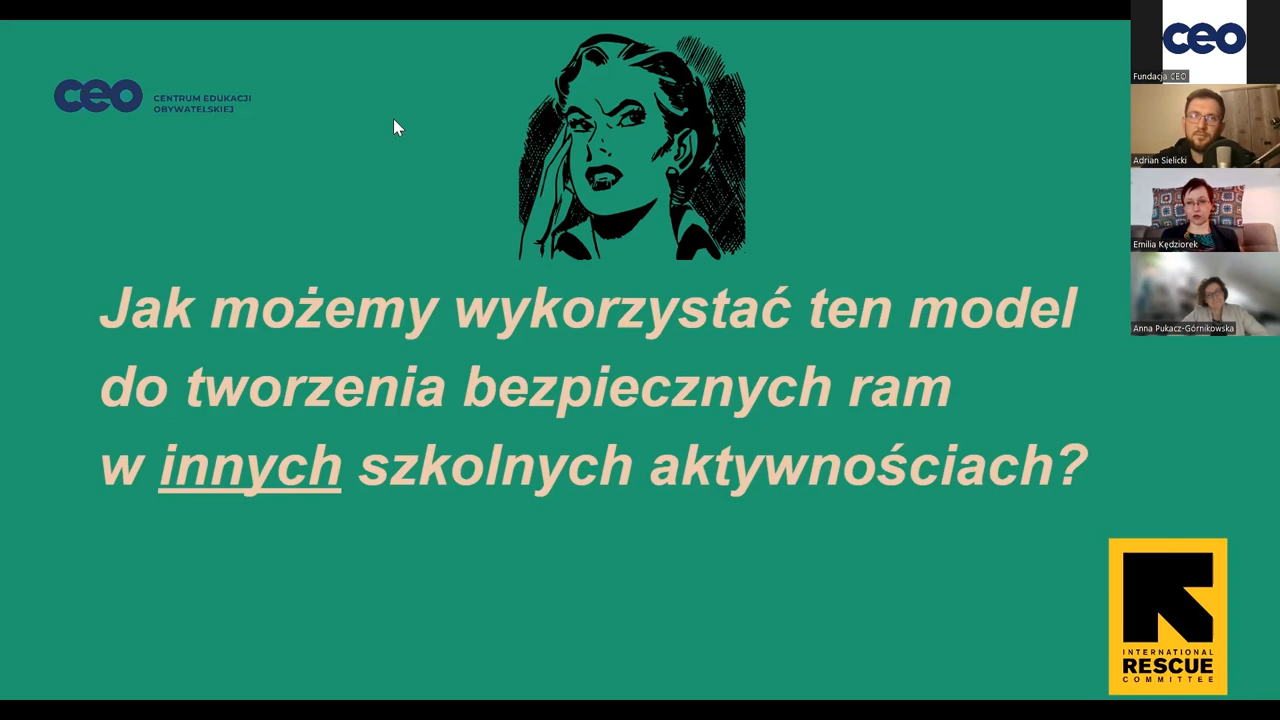 ceo
CENTRUM EDUKACJI
OBYWATELSKIEJ
Jak możemy wykorzystać ten model
do tworzenia bezpiecznych ram
w innych szkolnych aktywnościach?
INTERNATIONAL
RESCUE
COMMITTEE
ceo
Fundacja CEO
Adrian Sielicki
Emilia Kędziorek
Anna Pukacz-Górnikowska